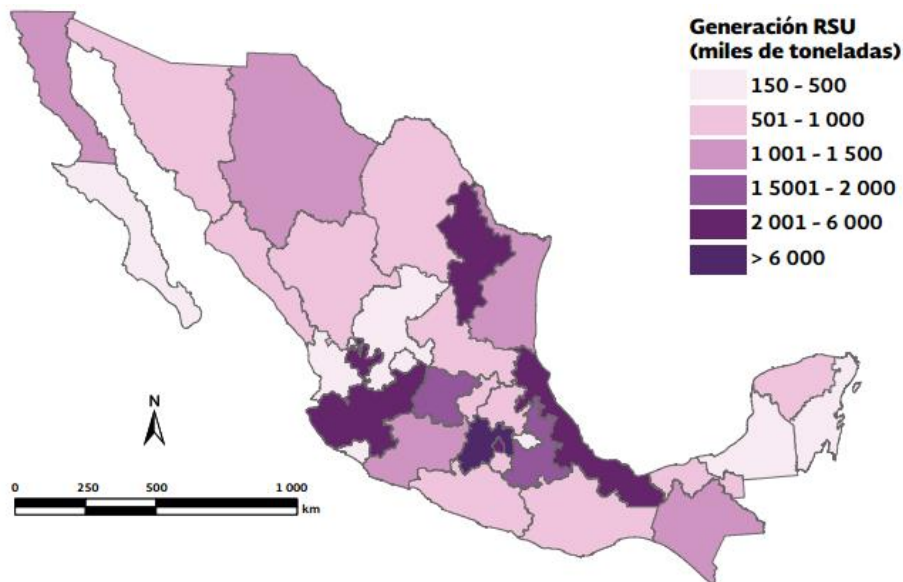 Generación RSU
(miles de toneladas)
150 - 500
501 - 1 000
1 001 - 1 500
1 5001 - 2 000
2 001 - 6 000
> 6 000
N
0 250 500 1 000
km